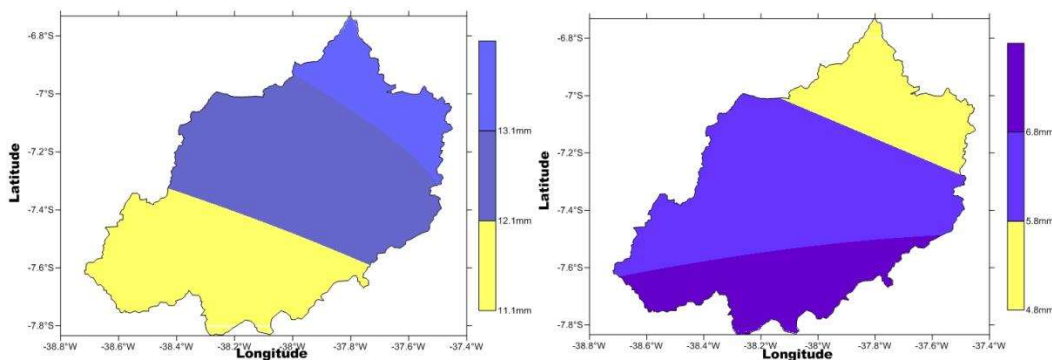 -6.8°S
-7°S
-7.2°S
-7.4°S
-7.6°S
-7.8°S
Latitude
-38.8°W
-38.6°W
-38.4°W
-38.2°W
-38°W
-37.8°W
-37.6°W
-37.4°W
Longitude
13.1mm
12.1mm
11.1mm
-6.8°S
-7°S
-7.2°S
-7.4°S
-7.6°S
-7.8°S
Latitude
-38.8°W
-38.6°W
-38.4°W
-38.2°W
-38°W
-37.8°W
-37.6°W
-37.4°W
Longitude
6.8mm
5.8mm
4.8mm